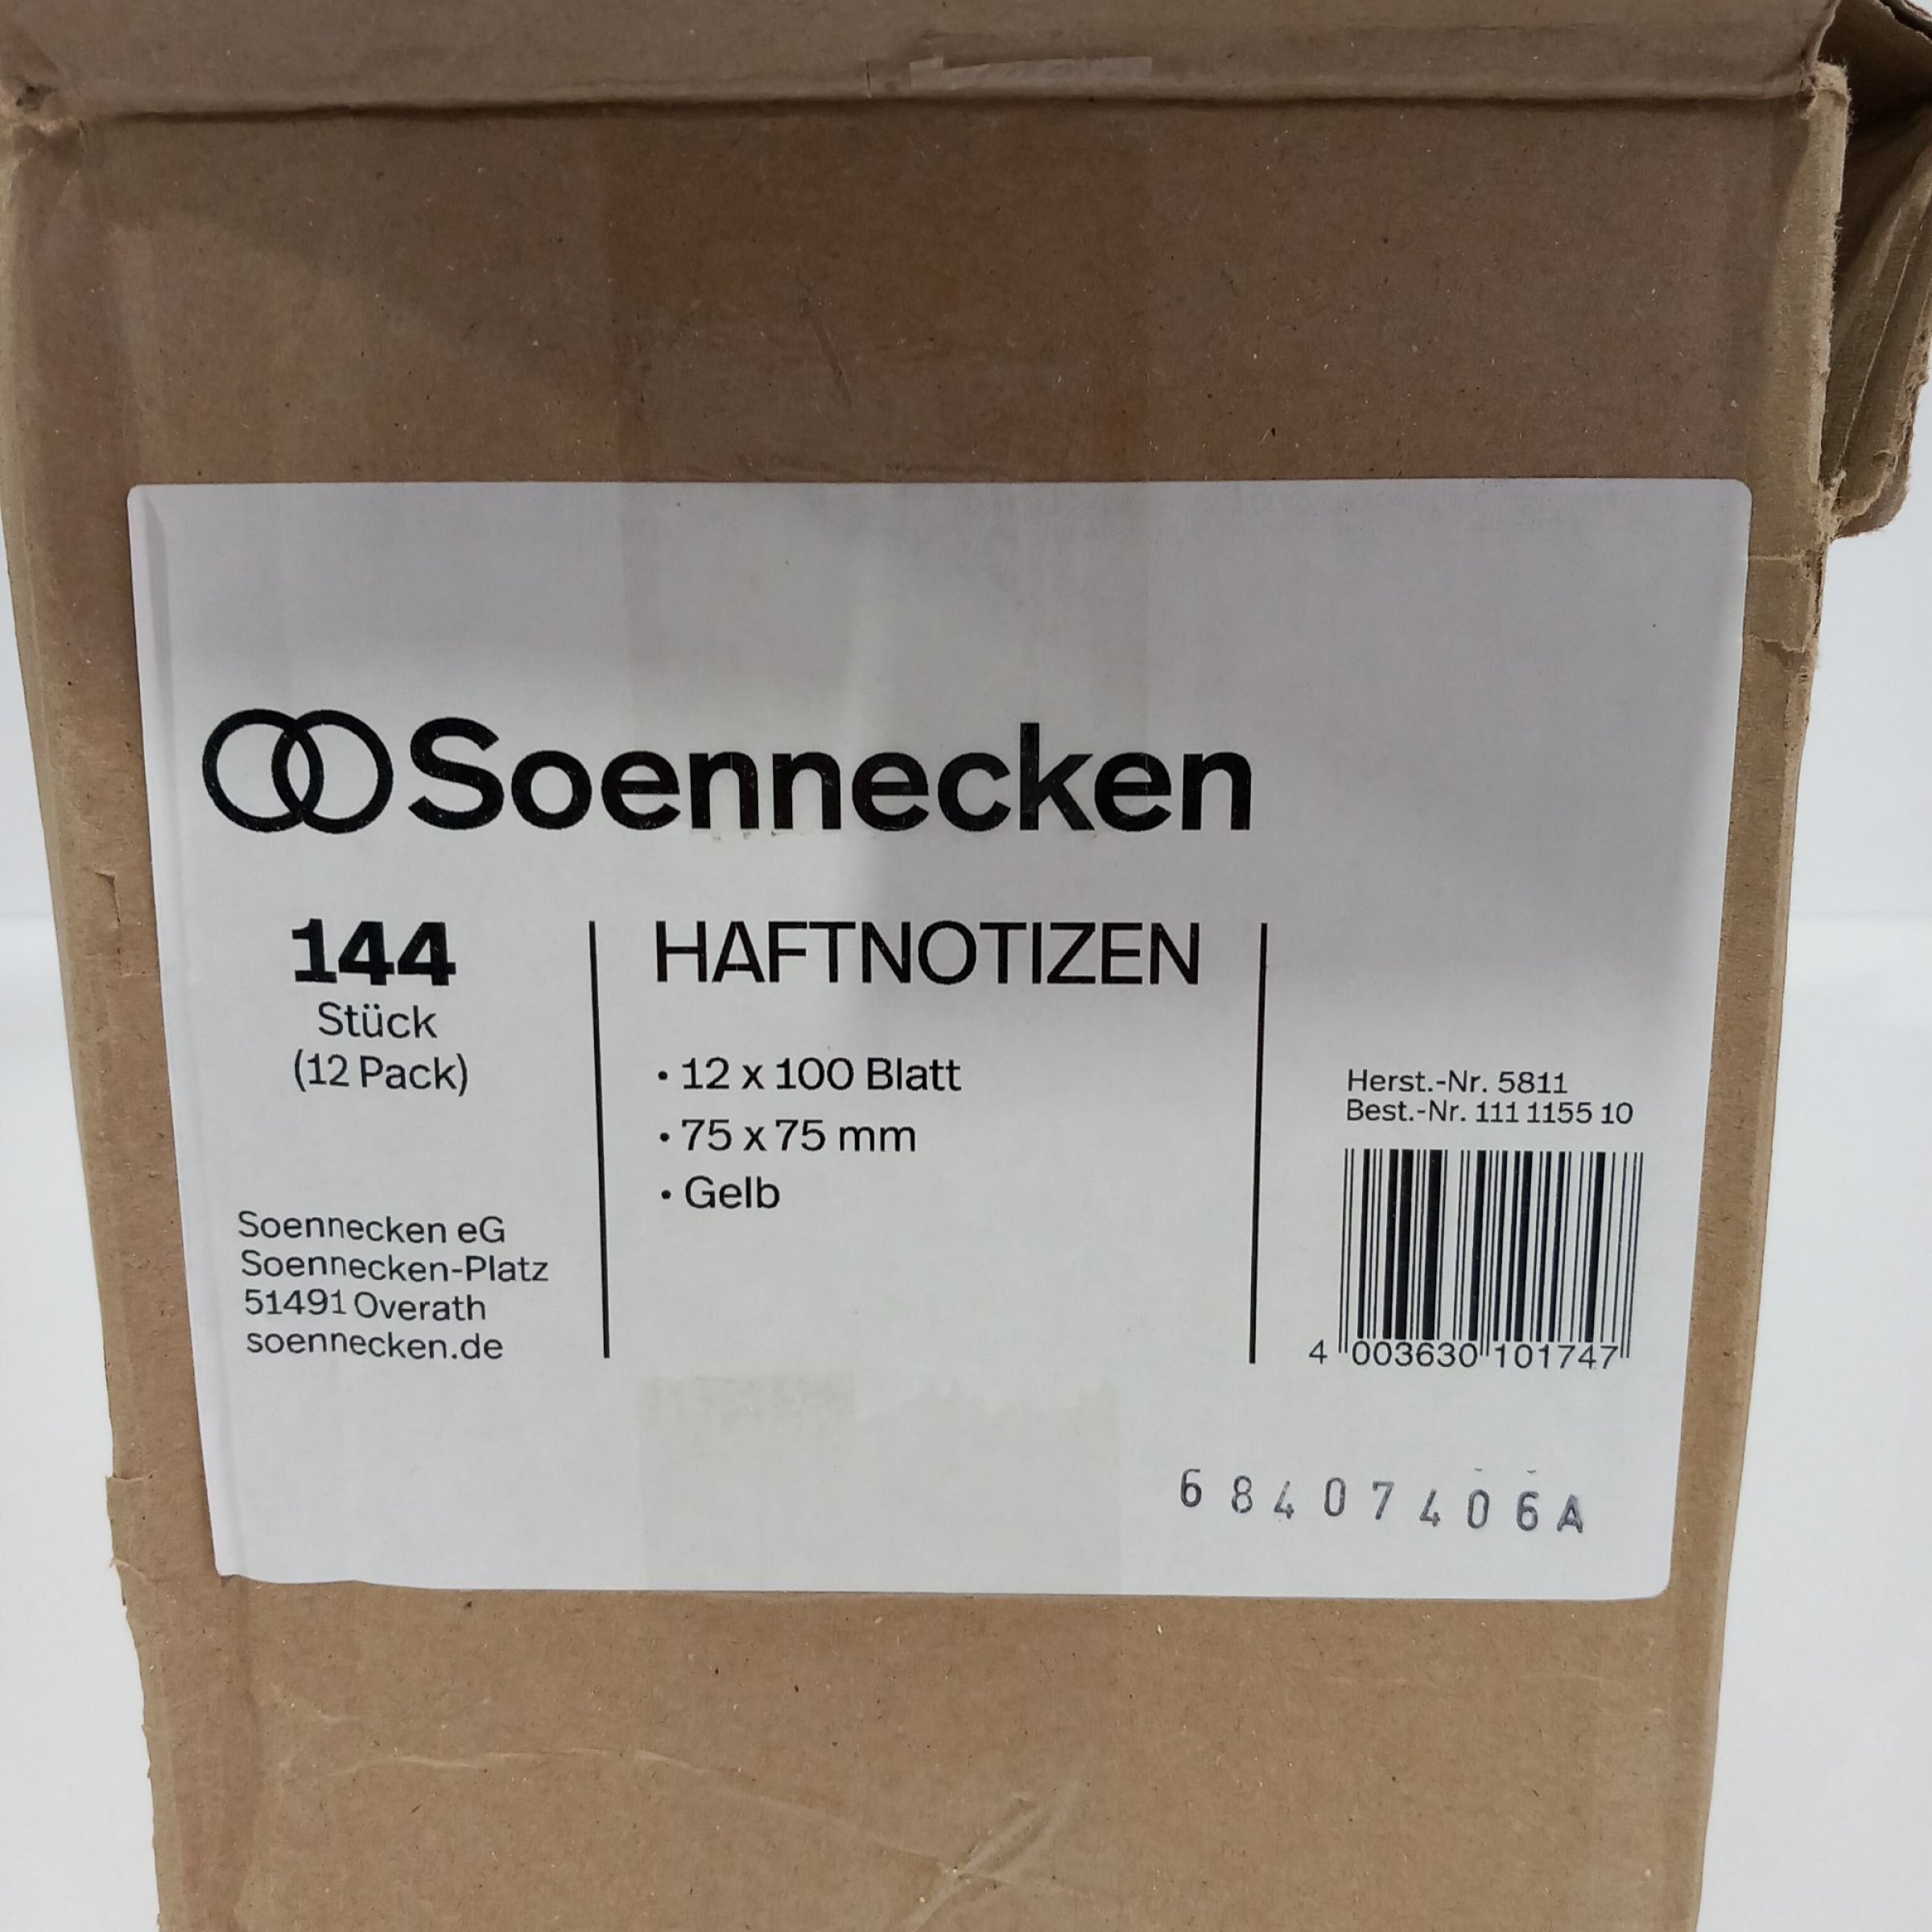 Soennecken
144
Stück
(12 Pack)
Soennecken eG
Soennecken-Platz
51491 Overath
soennecken.de
HAFTNOTIZEN
• 12 x 100 Blatt
• 75 x 75 mm
• Gelb
Herst.-Nr. 5811
Best.-Nr. 111 1155 10
4 003630 101747
68407406A